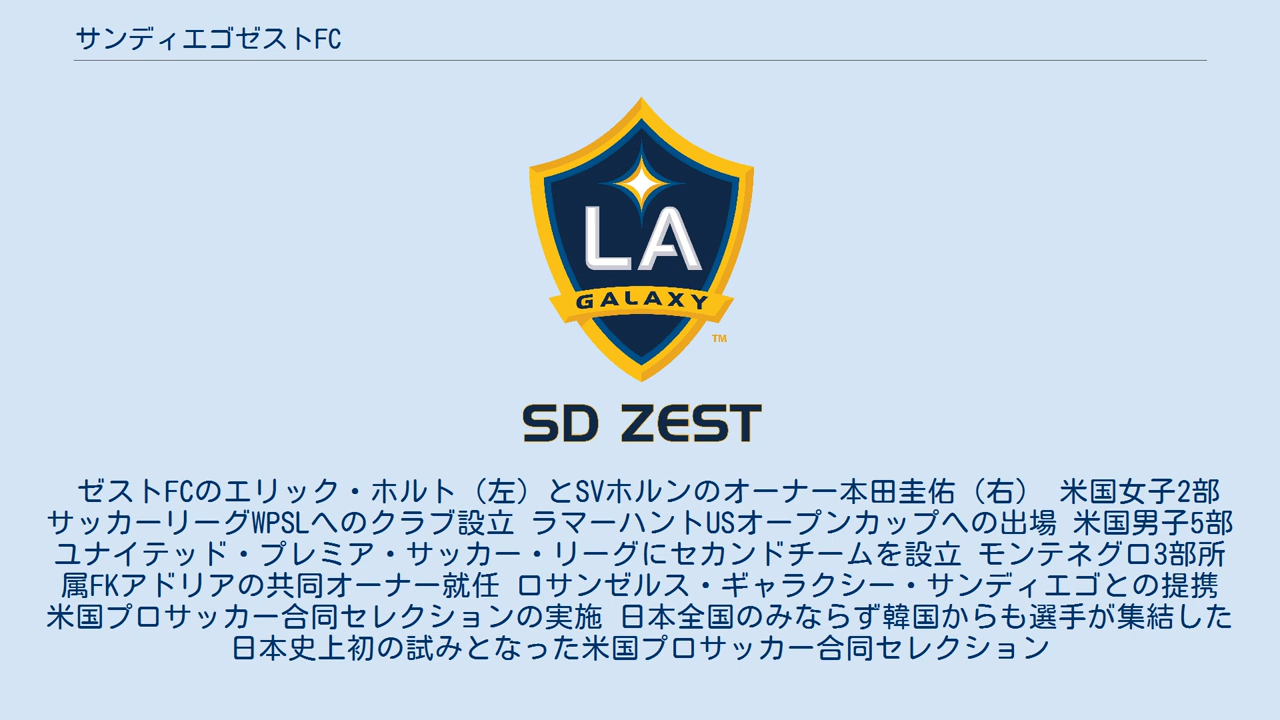 サンディエゴゼストFC
LA
GALAXY
TM
SD ZEST
ゼストFCのエリック・ホルト（左）とSVホルンのオーナー本田圭佑（右） 米国女子2部
サッカーリーグWPSLへのクラブ設立 ラマーハントUSオープンカップへの出場 米国男子5部
ユナイテッド・プレミア・サッカー・リーグにセカンドチームを設立 モンテネグロ3部所
属FKアドリアの共同オーナー就任 ロサンゼルス・ギャラクシー・サンディエゴとの提携
米国プロサッカー合同セレクションの実施 日本全国のみならず韓国からも選手が集結した
日本史上初の試みとなった米国プロサッカー合同セレクション